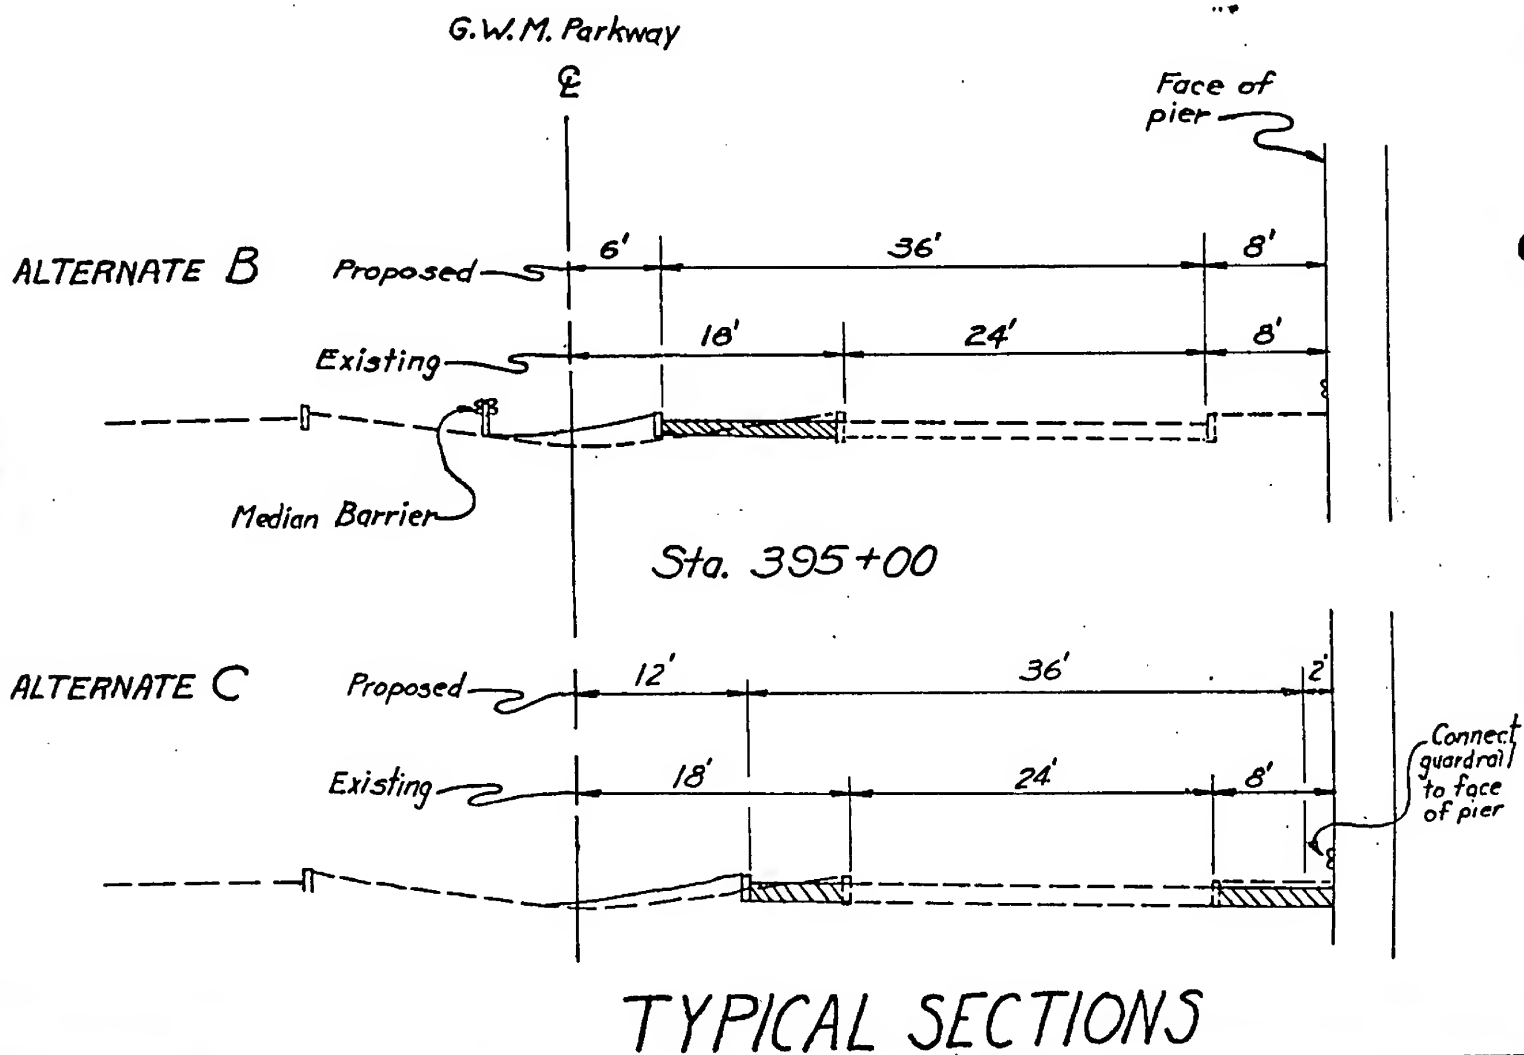 G.W.M. Parkway
℄
Face of
pier
ALTERNATE B
Proposed
6'
36'
8'
Existing
18'
24'
8'
Median Barrier
Sta. 395+00
ALTERNATE C
Proposed
12'
36'
2'
Existing
18'
24'
8'
Connect
guardrail
to face
of pier
TYPICAL SECTIONS